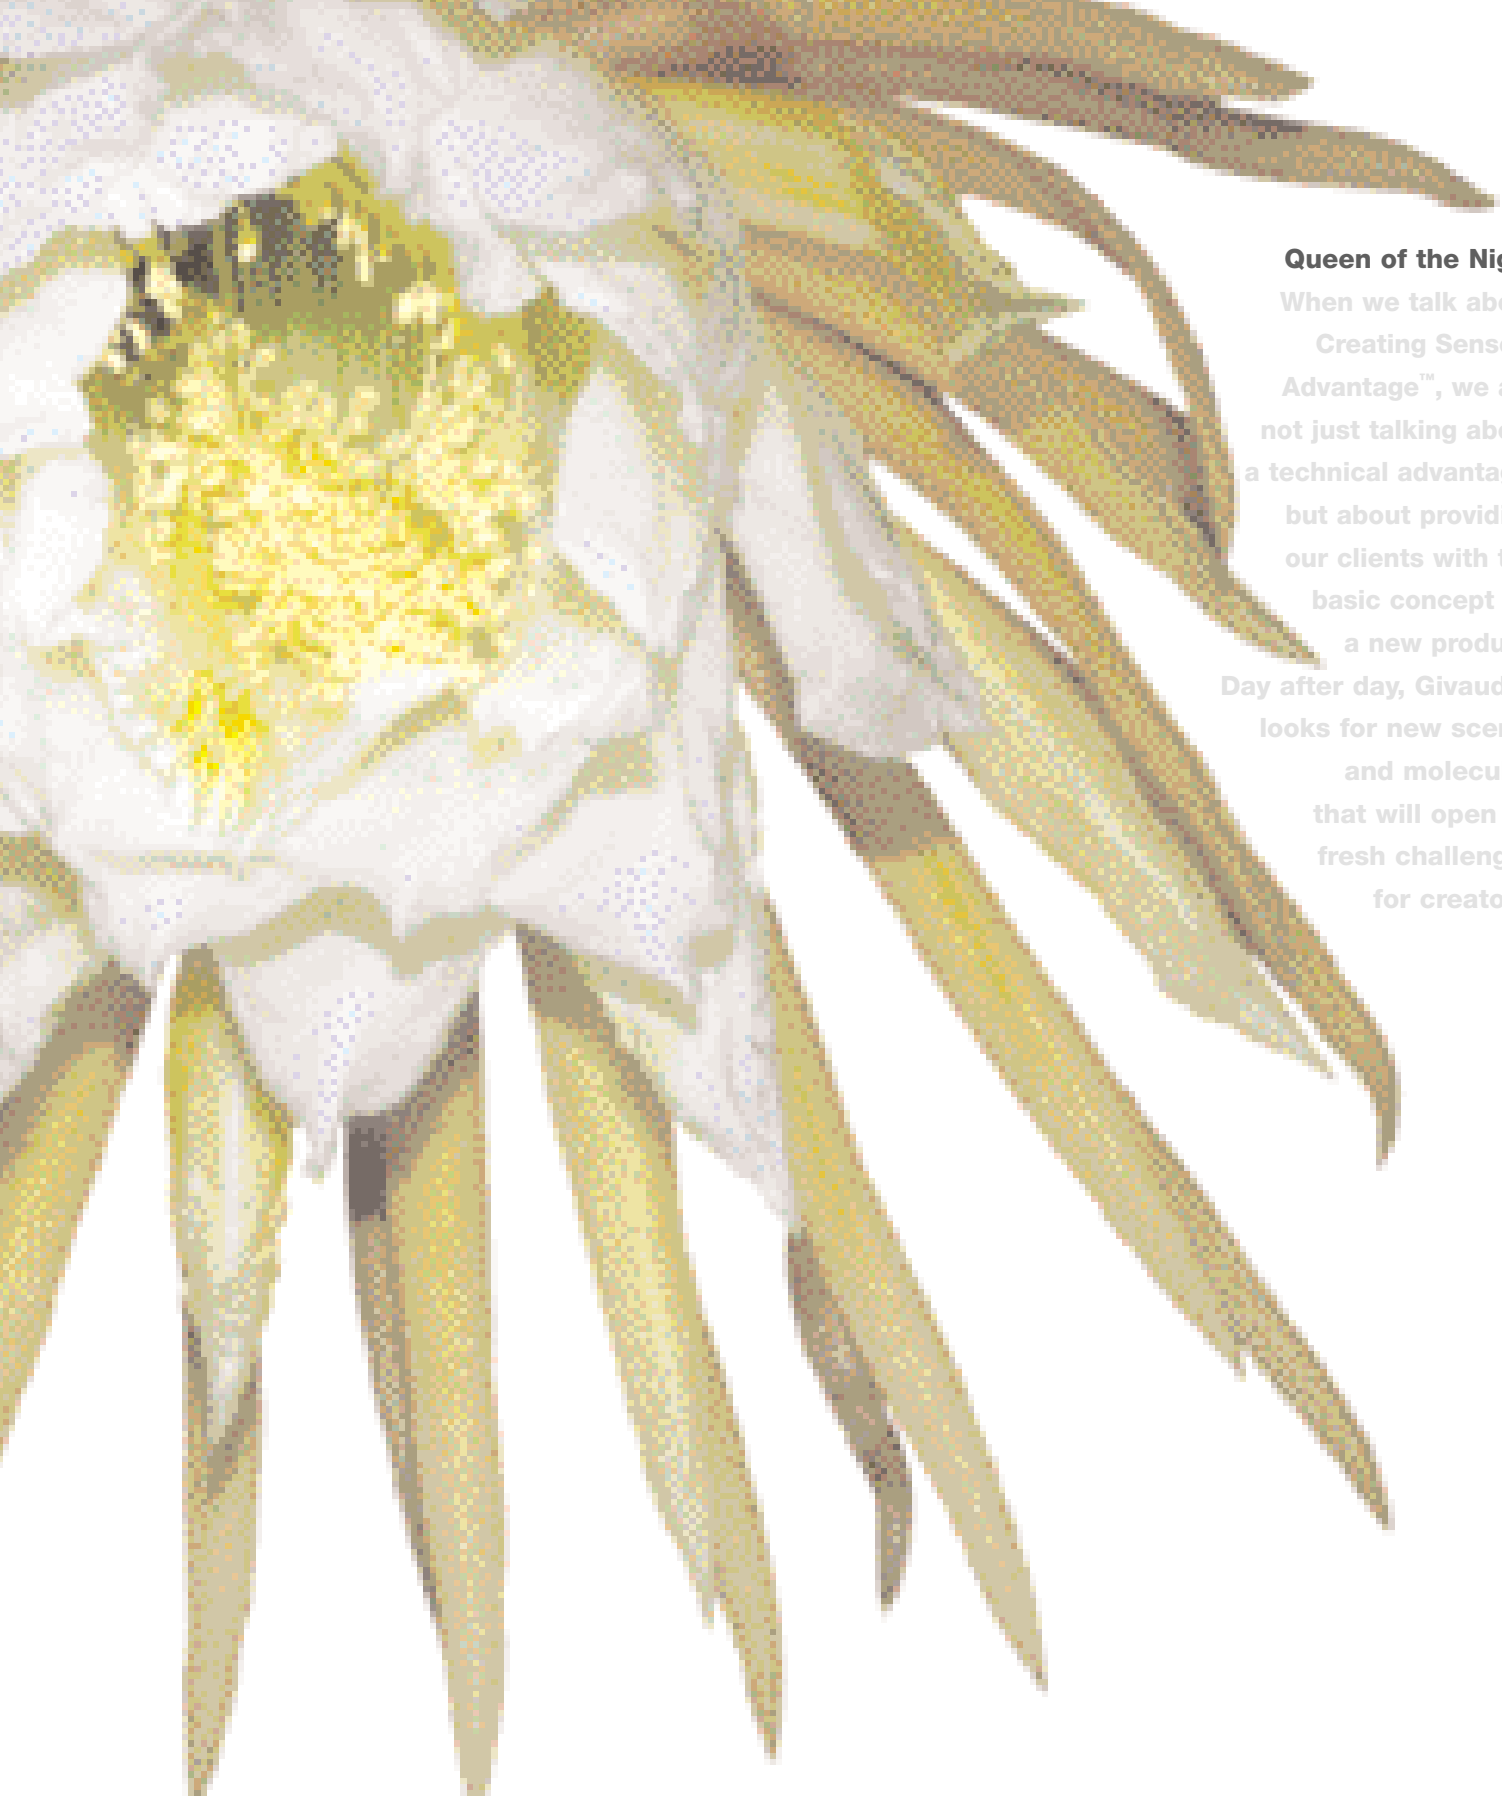 Queen of the Nig
When we talk abo
Creating Sense
Advantage™, we a
not just talking abo
a technical advantag
but about providi
our clients with t
basic concept
a new produ
Day after day, Givaud
looks for new scen
and molecu
that will open
fresh challeng
for creato